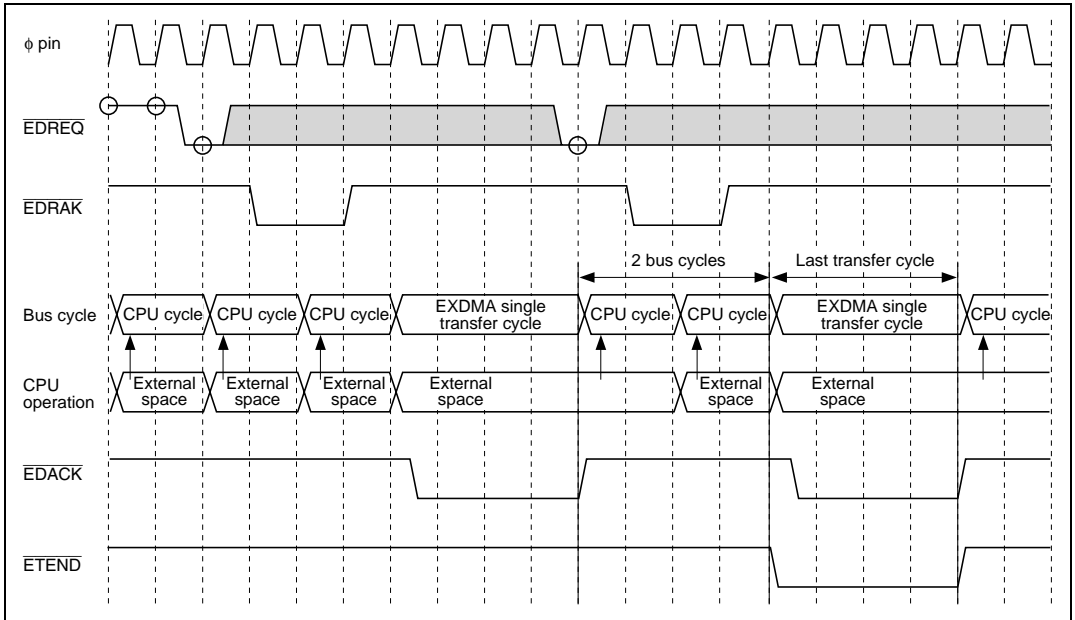 φ pin
EDREQ
EDRAK
2 bus cycles
Last transfer cycle
Bus cycle
CPU cycle
CPU cycle
CPU cycle
EXDMA single
transfer cycle
CPU cycle
CPU cycle
EXDMA single
transfer cycle
CPU cycle
CPU
operation
External
space
External
space
External
space
External
space
External
space
External
space
EDACK
ETEND